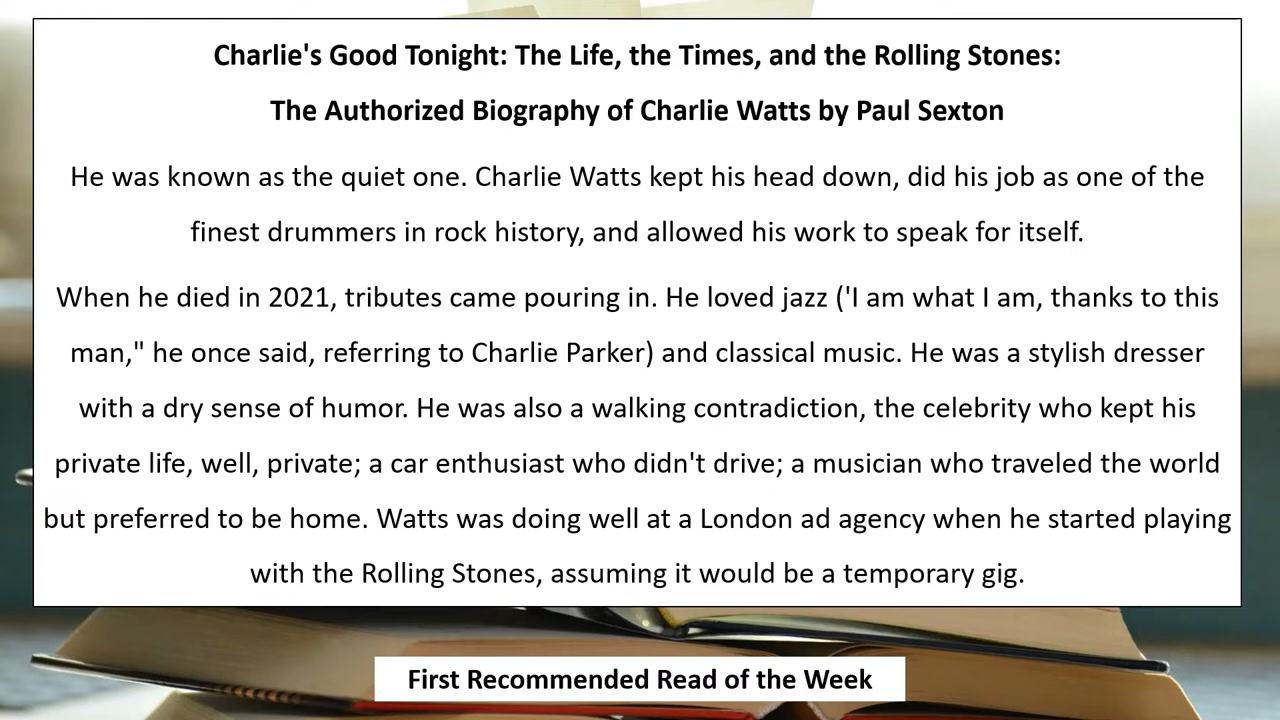 Charlie's Good Tonight: The Life, the Times, and the Rolling Stones:
The Authorized Biography of Charlie Watts by Paul Sexton
He was known as the quiet one. Charlie Watts kept his head down, did his job as one of the
finest drummers in rock history, and allowed his work to speak for itself.
When he died in 2021, tributes came pouring in. He loved jazz ('I am what I am, thanks to this
man," he once said, referring to Charlie Parker) and classical music. He was a stylish dresser
with a dry sense of humor. He was also a walking contradiction, the celebrity who kept his
private life, well, private; a car enthusiast who didn't drive; a musician who traveled the world
but preferred to be home. Watts was doing well at a London ad agency when he started playing
with the Rolling Stones, assuming it would be a temporary gig.
First Recommended Read of the Week